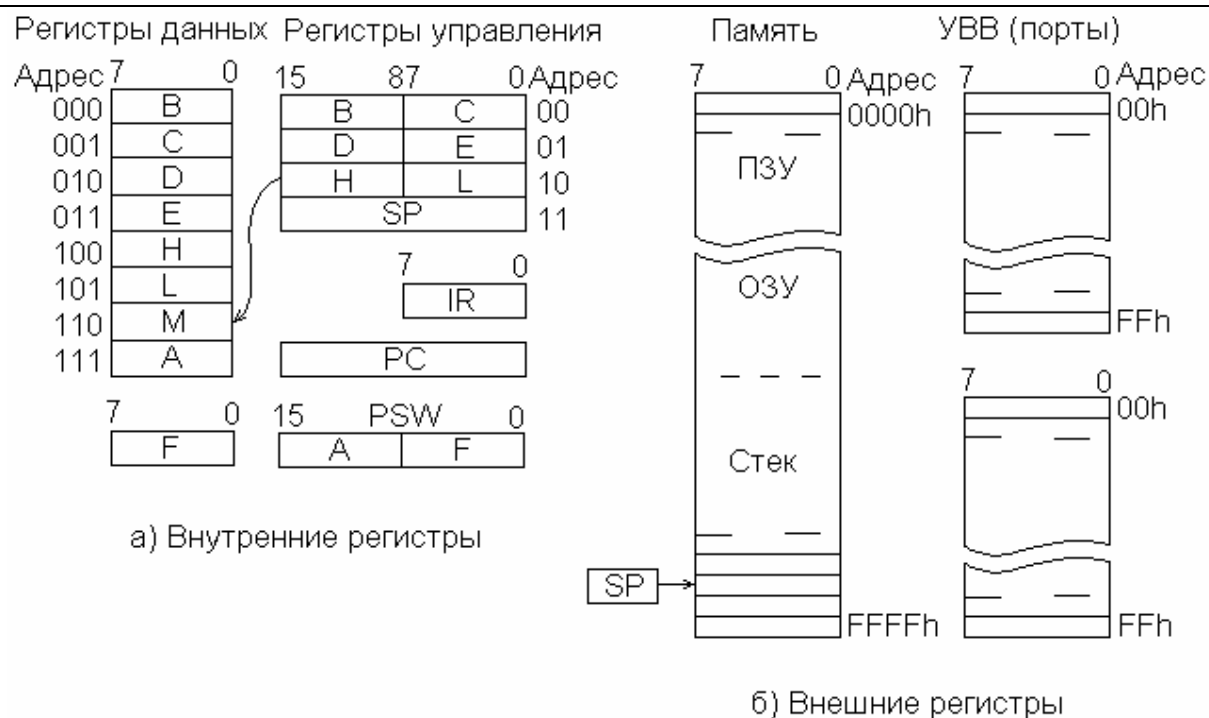 Регистры данных Регистры управления Память УВВ (порты)
Адрес 7 0 15 87 0 Адрес 7 0 Адрес 7 0 Адрес
000 B B C 00 0000h 00h
001 C D E 01
010 D H L 10 ПЗУ
011 E SP 11
100 H 7 0
101 L IR ОЗУ
110 M FFh
111 A PC
7 0 15 PSW 0 7 0
F A F 00h
Стек
а) Внутренние регистры
SP
FFFFh FFh
б) Внешние регистры